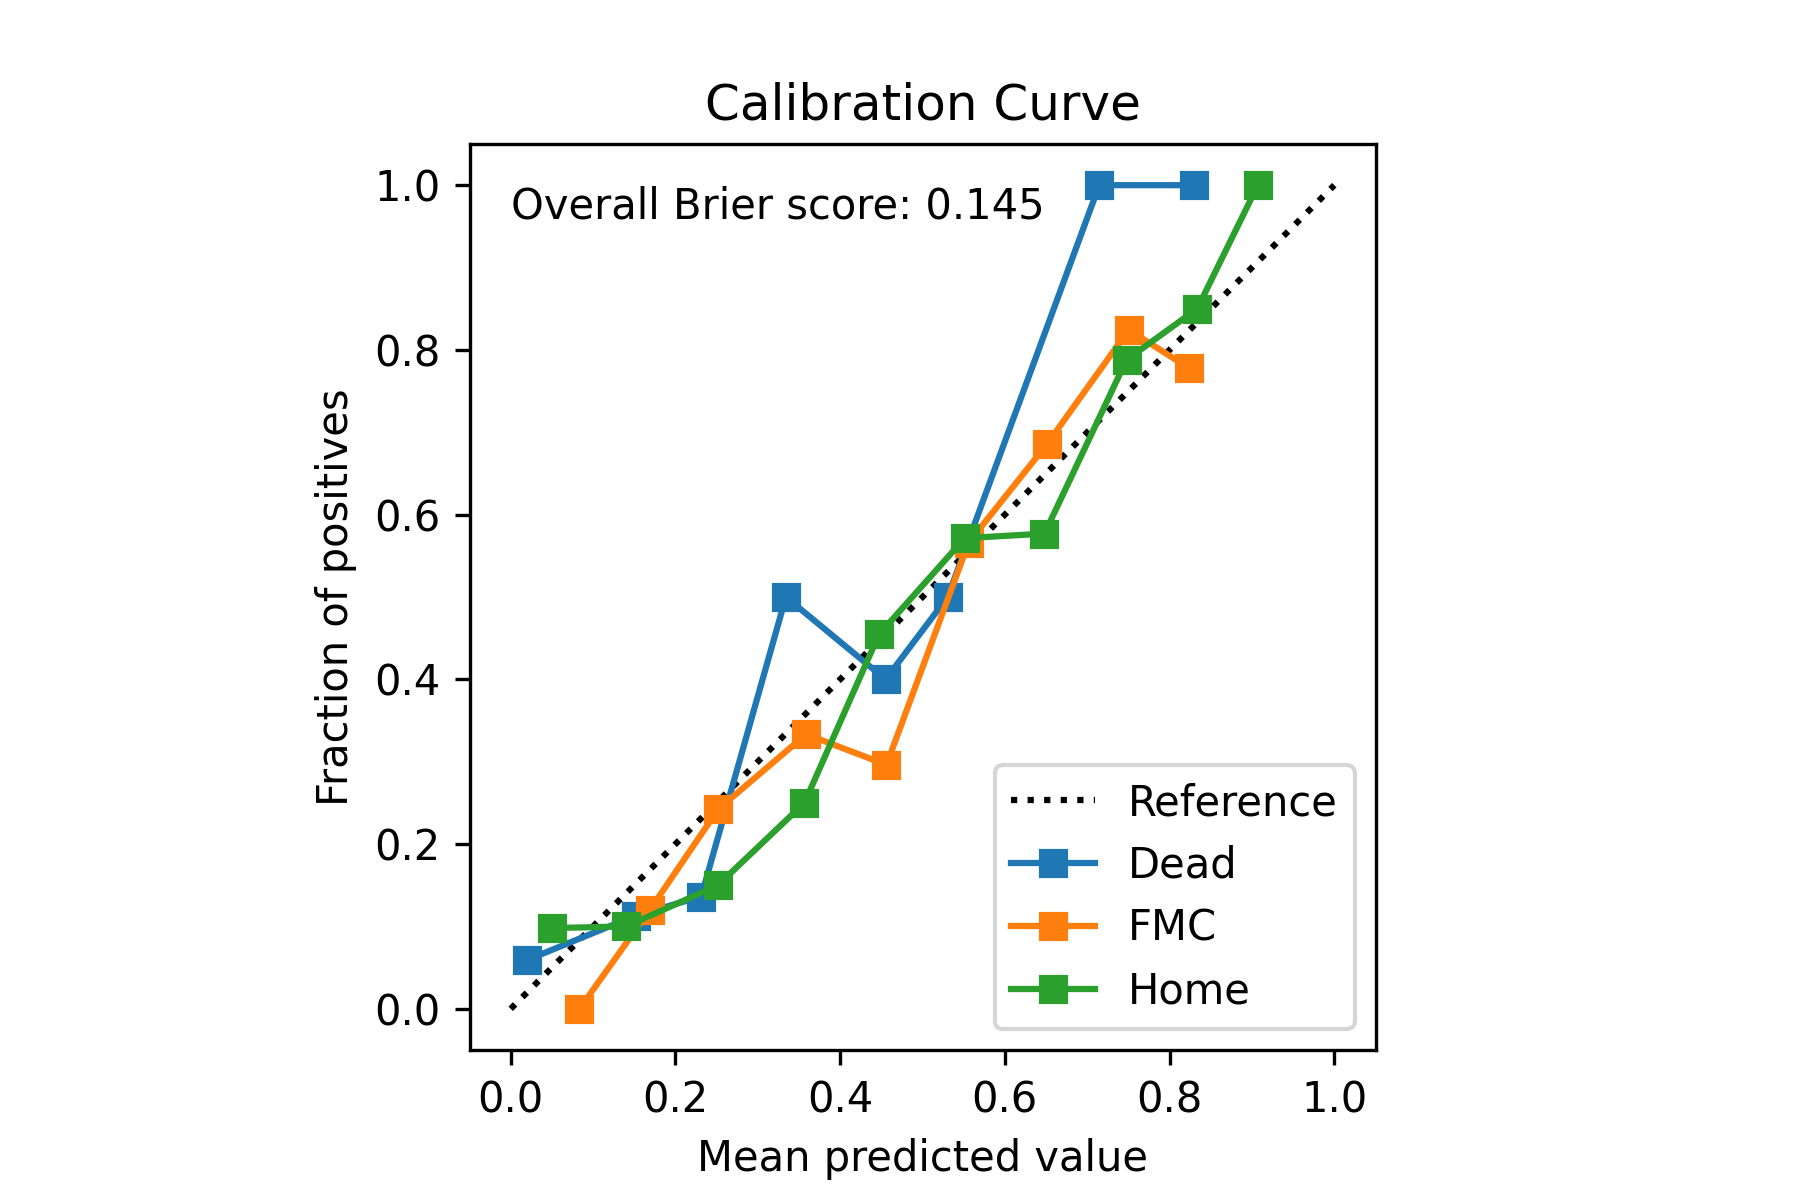 Calibration Curve
Overall Brier score: 0.145
1.0
0.8
0.6
0.4
0.2
0.0
Fraction of positives
Reference
Dead
FMC
Home
0.0 0.2 0.4 0.6 0.8 1.0
Mean predicted value